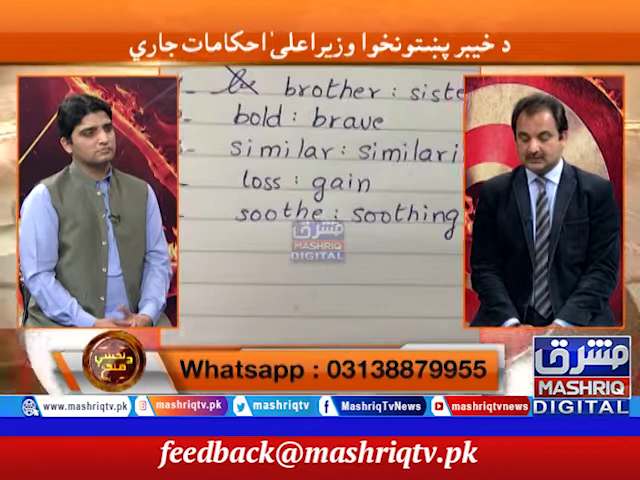 د خیبر پښتونخوا وزیراعلیٰ احکامات جاري
brother : siste
bold : brave
similar : similari
loss : gain
soothe : soothing
مشرق
MASHRIQ
DIGITAL
Whatsapp : 03138879955
مشرق
MASHRIQ
DIGITAL
www.mashriqtv.pk mashriqtv.pk mashriqtv MashriqTvNews mashriqtvnews
feedback@mashriqtv.pk